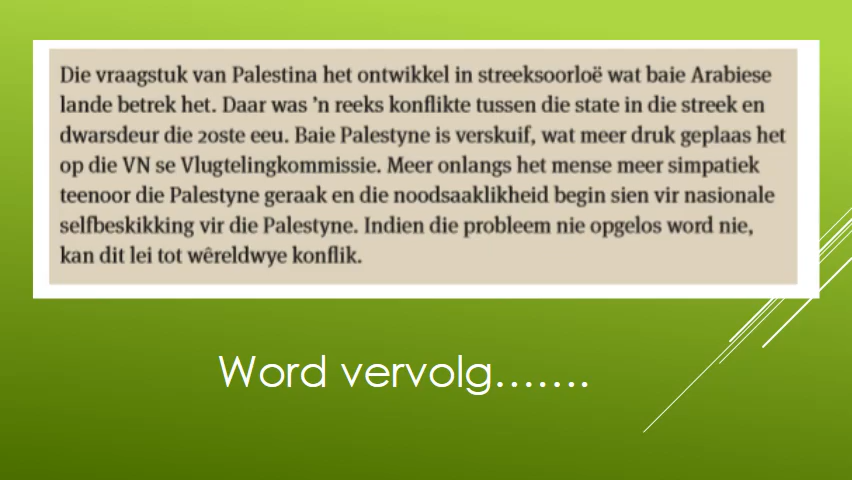 Die vraagstuk van Palestina het ontwikkel in streeksoorloë wat baie Arabiese
lande betrek het. Daar was 'n reeks konflikte tussen die state in die streek en
dwarsdeur die 20ste eeu. Baie Palestyne is verskuif, wat meer druk geplaas het
op die VN se Vlugtelingkommissie. Meer onlangs het mense meer simpatiek
teenoor die Palestyne geraak en die noodsaaklikheid begin sien vir nasionale
selfbeskikking vir die Palestyne. Indien die probleem nie opgelos word nie,
kan dit lei tot wêreldwye konflik.
Word vervolg.......